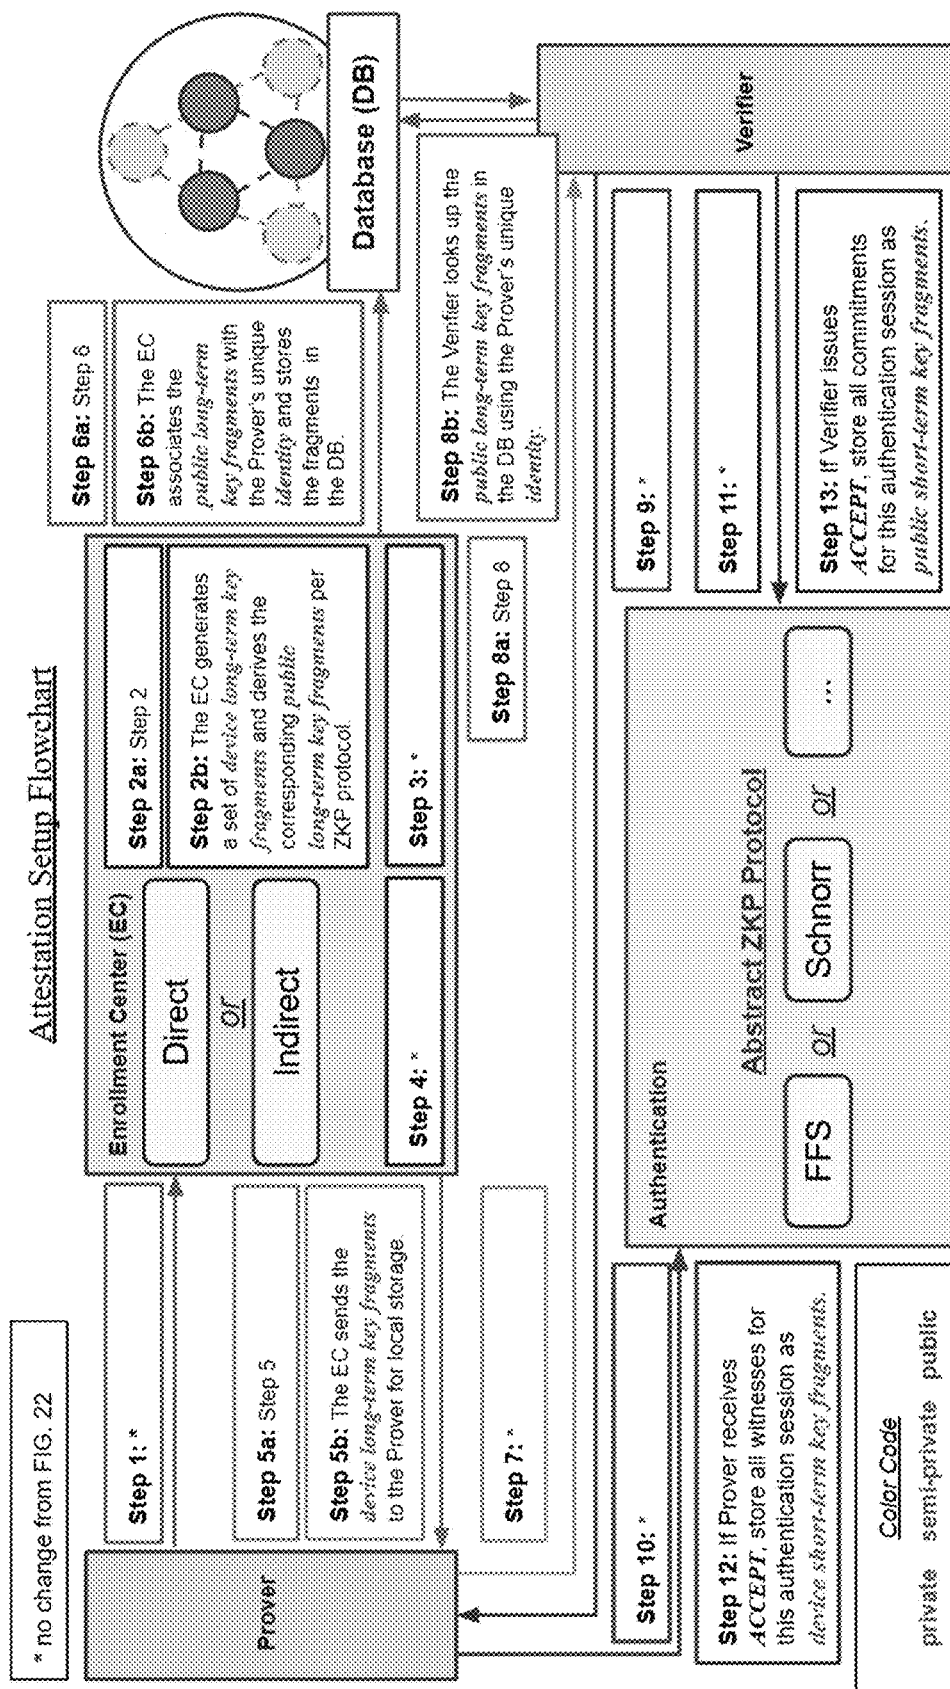 Attestation Setup Flowchart
* no change from FIG. 22
Prover
Step 1: *
Step 5a: Step 5
Step 5b: The EC sends the
device long-term key fragments
to the Prover for local storage.
Step 7: *
Enrollment Center (EC)
Direct
or
Indirect
Step 2a: Step 2
Step 2b: The EC generates
a set of device long-term key
fragments and derives the
corresponding public
long-term key fragments per
ZKP protocol.
Step 4: *
Step 3: *
Step 6a: Step 6
Step 6b: The EC
associates the
public long-term
key fragments with
the Prover's unique
identity and stores
the fragments in
the DB.
Database (DB)
Step 8a: Step 8
Step 8b: The Verifier looks up the
public long-term key fragments in
the DB using the Prover's unique
identity.
Verifier
Step 10: *
Step 12: If Prover receives
ACCEPT, store all witnesses for
this authentication session as
device short-term key fragments.
Authentication
Abstract ZKP Protocol
FFS or Schnorr or ...
Step 9: *
Step 11: *
Step 13: If Verifier issues
ACCEPT, store all commitments
for this authentication session as
public short-term key fragments.
Color Code
private semi-private public